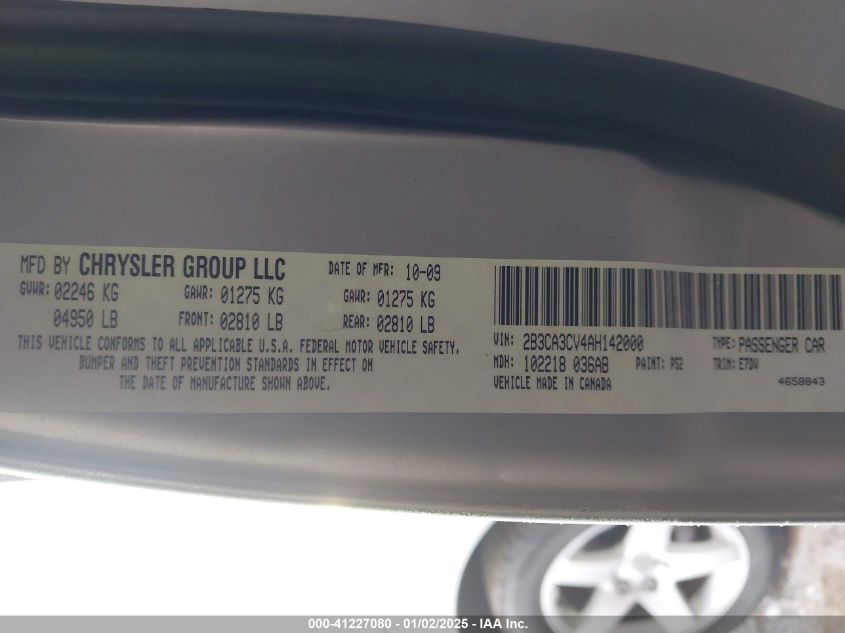 MFD BY CHRYSLER GROUP LLC DATE OF MFR: 10-09
GVWR: 02246 KG GAWR: 01275 KG GAWR: 01275 KG
04950 LB FRONT: 02810 LB REAR: 02810 LB
THIS VEHICLE CONFORMS TO ALL APPLICABLE U.S.A. FEDERAL MOTOR VEHICLE SAFETY,
BUMPER AND THEFT PREVENTION STANDARDS IN EFFECT ON
THE DATE OF MANUFACTURE SHOWN ABOVE.
VIN: 2B3CA3CV4AH142000 TYPE: PASSENGER CAR
MDH: 102218 036AB PAINT: PS2 TRIM: E7DV
VEHICLE MADE IN CANADA 4658843
000-41227080 - 01/02/2025 - IAA Inc.